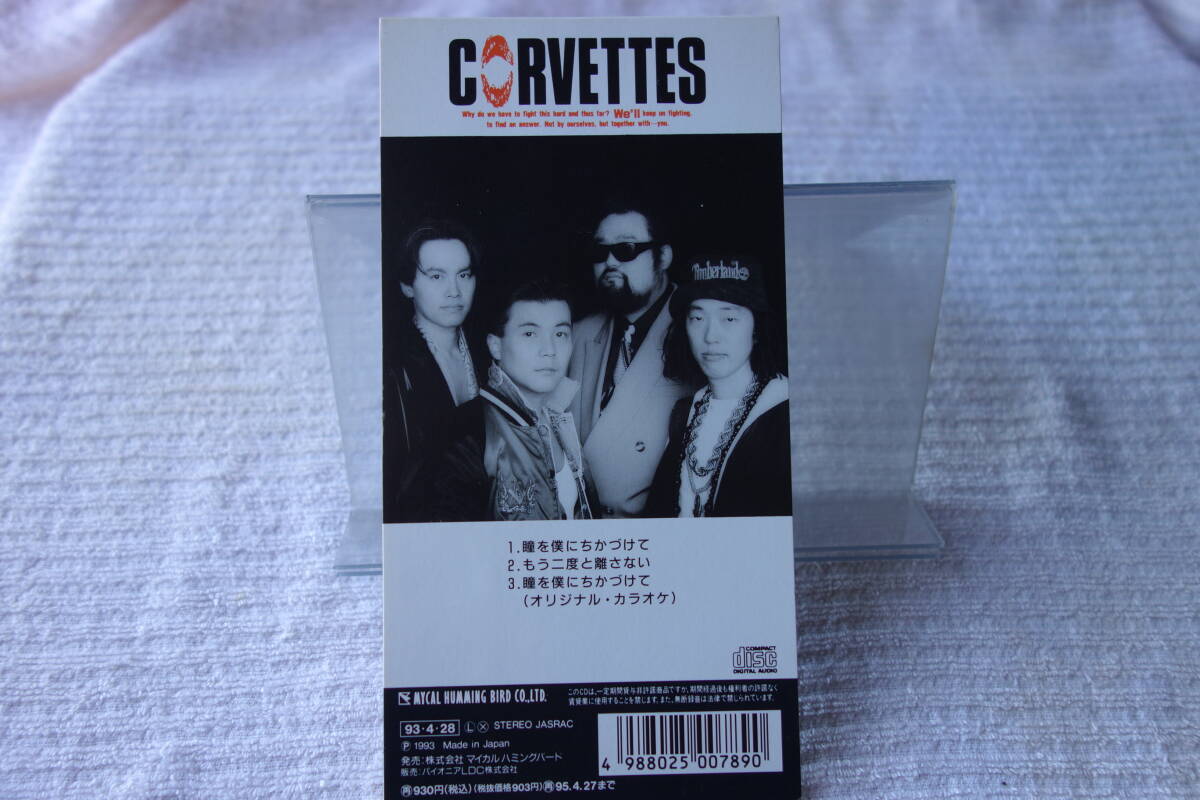 CORVETTES
Why do we have to fight this hard and thus far? We'll keep on fighting,
to find an answer. Not by ourselves, but together with—you.
Timberland
1.瞳を僕にちかづけて
2.もう二度と離さない
3.瞳を僕にちかづけて
(オリジナル・カラオケ)
COMPACT
disc
DIGITAL AUDIO
MYCAL HUMMING BIRD CO.,LTD.
このCDは、一定期間貸与非許諾商品ですか、期間経過後も権利者の許諾なく
賃貸業に使用することを禁じます。また、無断録音は法律で禁じられています。
93・4・28 Ⓛ Ⓧ STEREO JASRAC
Ⓟ 1993 Made in Japan
発売:株式会社 マイカル ハミングバード
販売:パイオニアLDC株式会社
4 988025 007890
再930円(税込)(税抜価格903円)再95.4.27まで